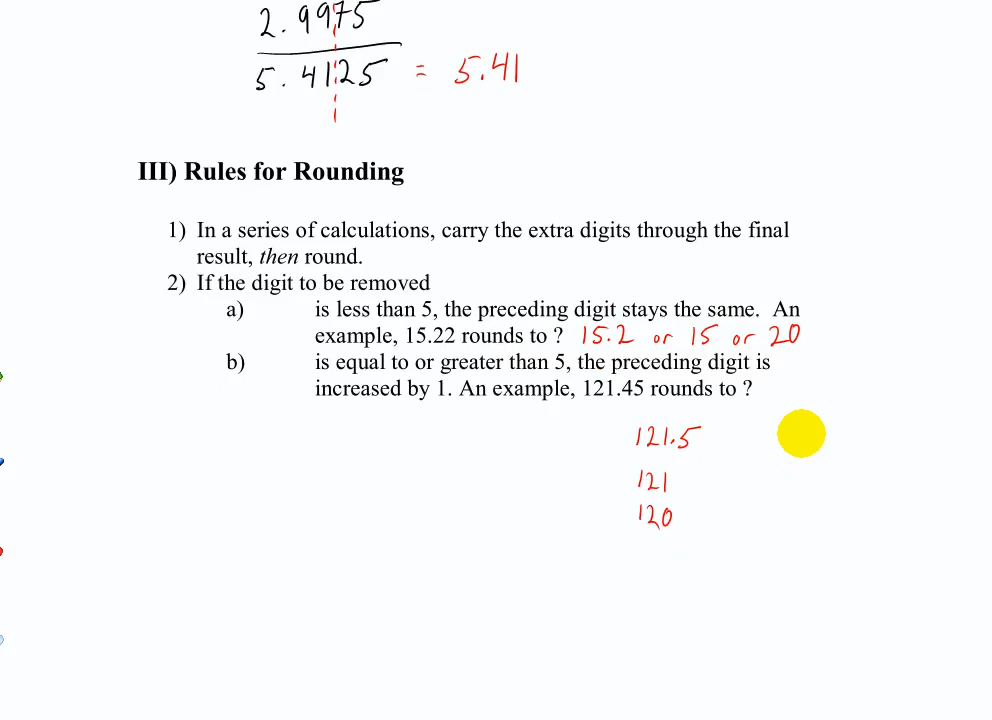 2.9975
5.4125 = 5.41
III) Rules for Rounding
1) In a series of calculations, carry the extra digits through the final
result, then round.
2) If the digit to be removed
a) is less than 5, the preceding digit stays the same. An
example, 15.22 rounds to ? 15.2 or 15 or 20
b) is equal to or greater than 5, the preceding digit is
increased by 1. An example, 121.45 rounds to ?
121.5
121
120